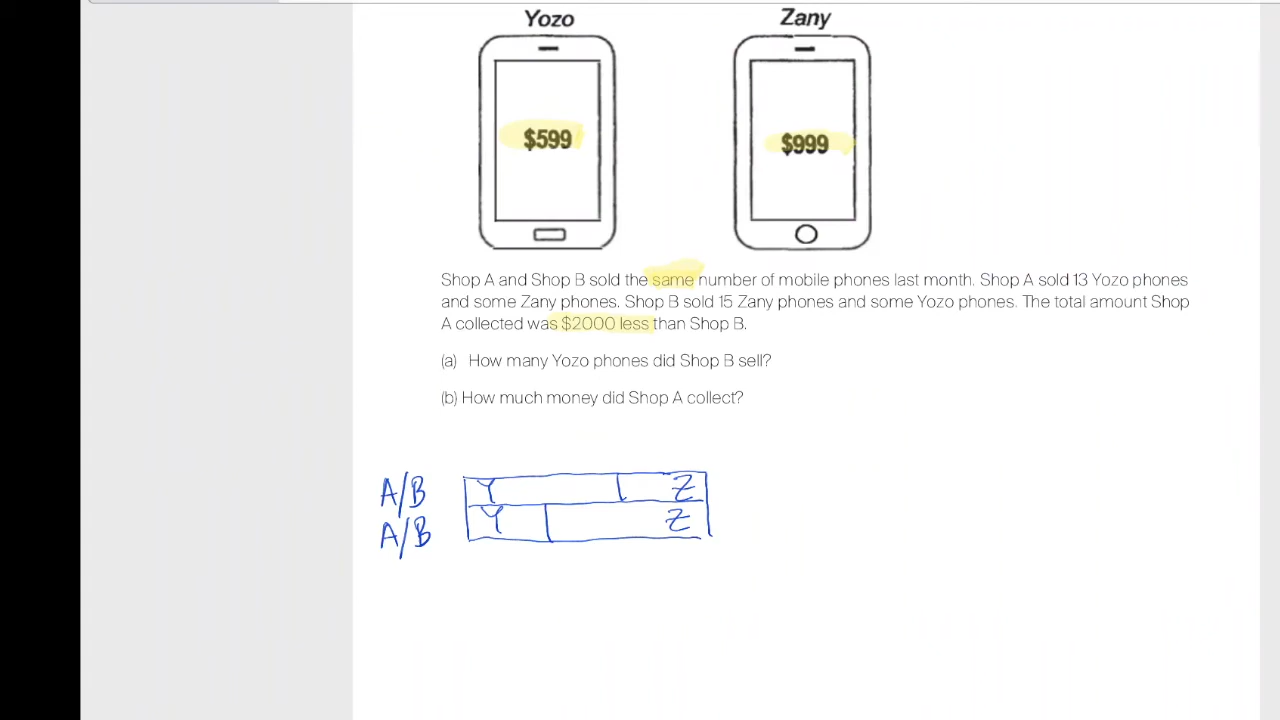 Yozo Zany
$599 $999
Shop A and Shop B sold the same number of mobile phones last month. Shop A sold 13 Yozo phones
and some Zany phones. Shop B sold 15 Zany phones and some Yozo phones. The total amount Shop
A collected was $2000 less than Shop B.
(a) How many Yozo phones did Shop B sell?
(b) How much money did Shop A collect?
A/B Y Z
A/B Y Z